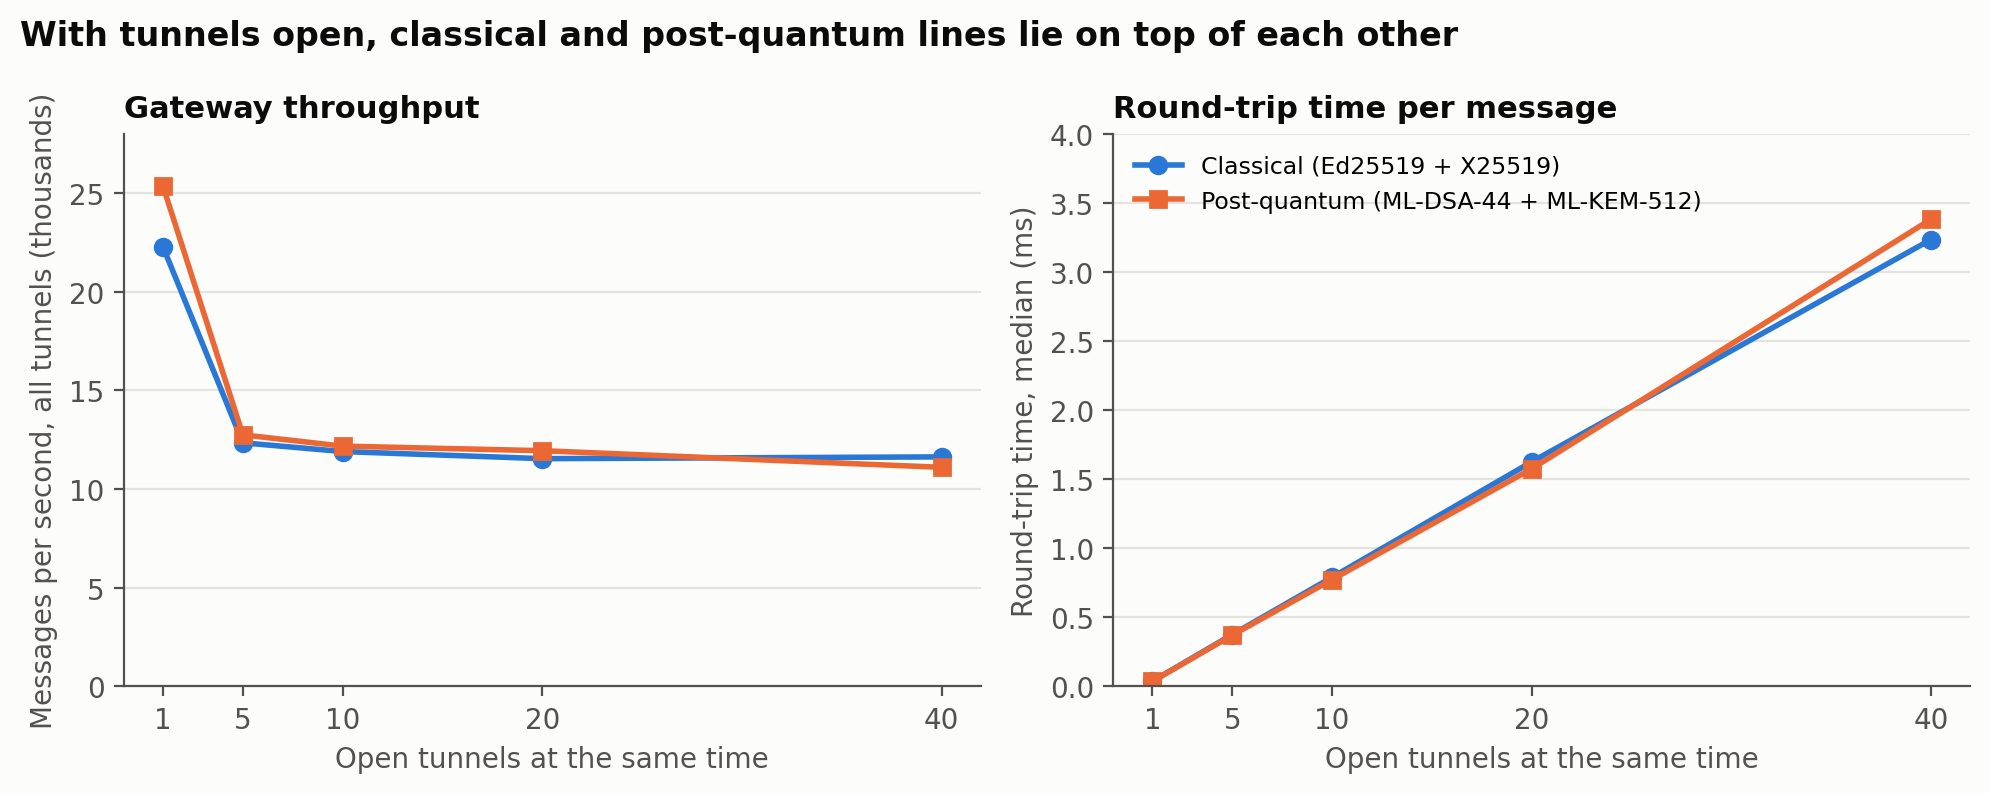 With tunnels open, classical and post-quantum lines lie on top of each other
Gateway throughput
Messages per second, all tunnels (thousands)
25
20
15
10
5
0
1 5 10 20 40
Open tunnels at the same time
Round-trip time per message
Round-trip time, median (ms)
4.0
3.5
3.0
2.5
2.0
1.5
1.0
0.5
0.0
Classical (Ed25519 + X25519)
Post-quantum (ML-DSA-44 + ML-KEM-512)
1 5 10 20 40
Open tunnels at the same time